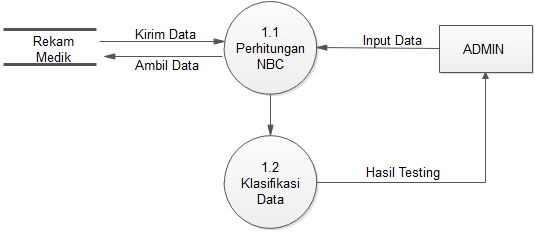 Rekam
Medik
Kirim Data
Ambil Data
1.1
Perhitungan
NBC
Input Data
ADMIN
1.2
Klasifikasi
Data
Hasil Testing